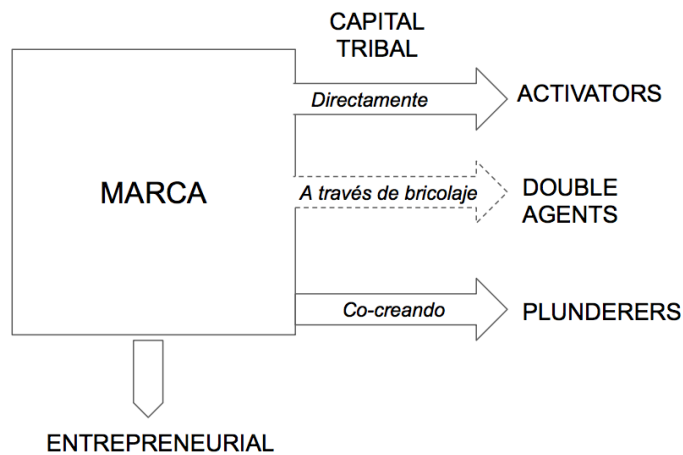 CAPITAL
TRIBAL
Directamente
ACTIVATORS
MARCA
A través de bricolaje
DOUBLE
AGENTS
Co-creando
PLUNDERERS
ENTREPRENEURIAL